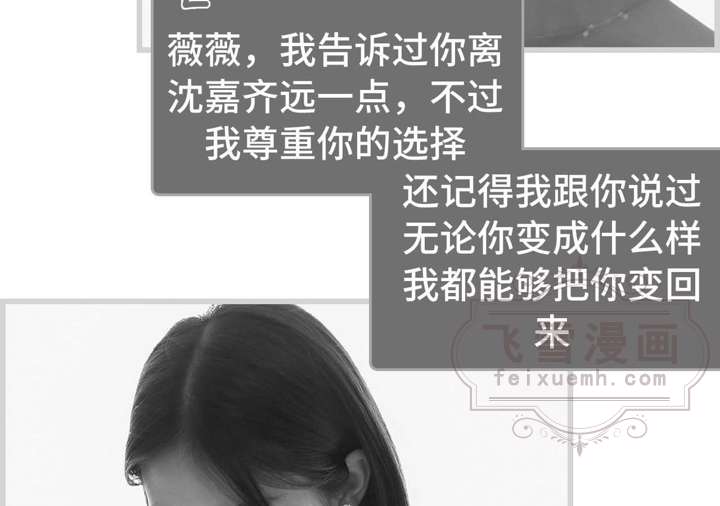 薇薇，我告诉过你离
沈嘉齐远一点，不过
我尊重你的选择
还记得我跟你说过
无论你变成什么样
我都能够把你变回
来
飞雪漫画
feixuemh.com